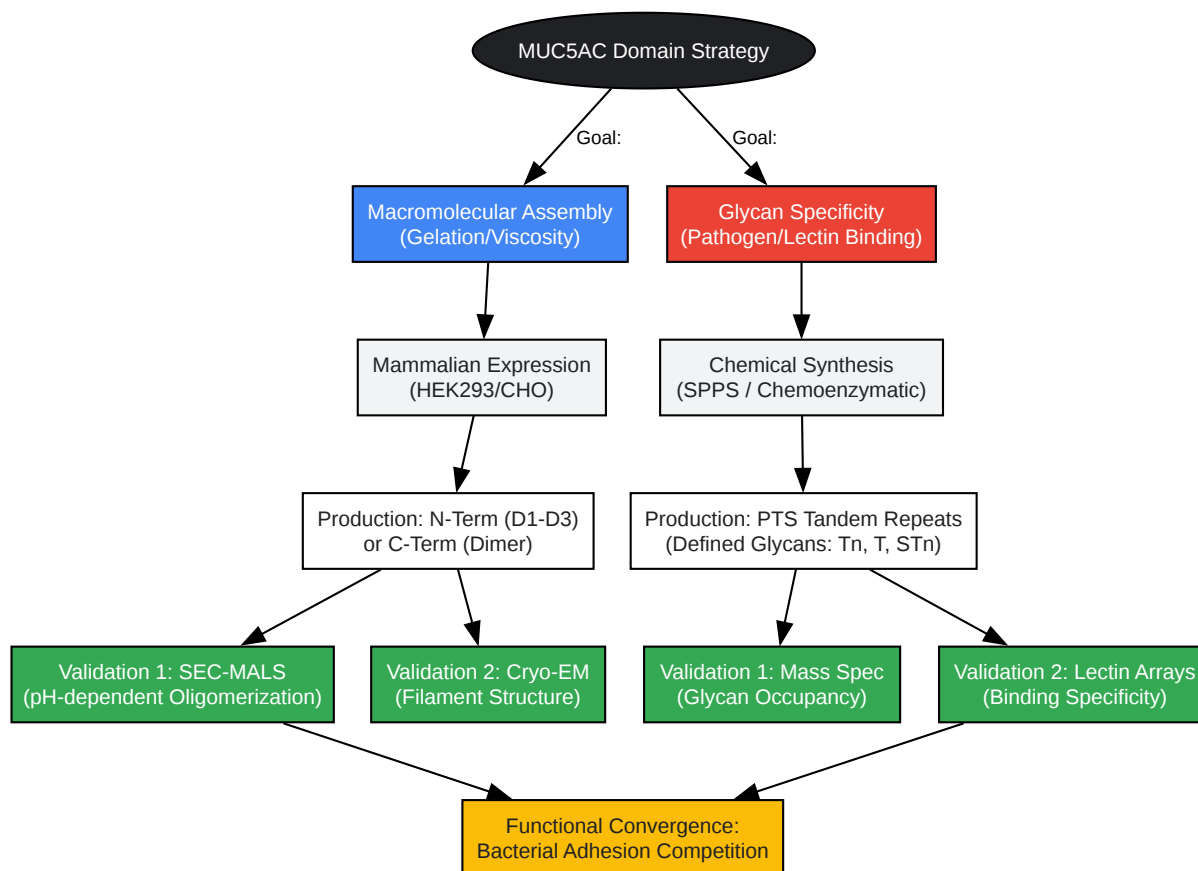 MUC5AC Domain Strategy
Goal:
Goal:
Macromolecular Assembly
(Gelation/Viscosity)
Glycan Specificity
(Pathogen/Lectin Binding)
Mammalian Expression
(HEK293/CHO)
Chemical Synthesis
(SPPS / Chemoenzymatic)
Production: N-Term (D1-D3)
or C-Term (Dimer)
Production: PTS Tandem Repeats
(Defined Glycans: Tn, T, STn)
Validation 1: SEC-MALS
(pH-dependent Oligomerization)
Validation 2: Cryo-EM
(Filament Structure)
Validation 1: Mass Spec
(Glycan Occupancy)
Validation 2: Lectin Arrays
(Binding Specificity)
Functional Convergence:
Bacterial Adhesion Competition